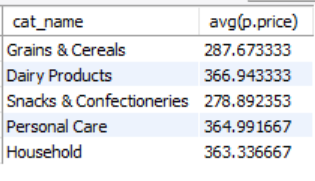 cat_name avg(p.price)
Grains & Cereals 287.673333
Dairy Products 366.943333
Snacks & Confectioneries 278.892353
Personal Care 364.991667
Household 363.336667